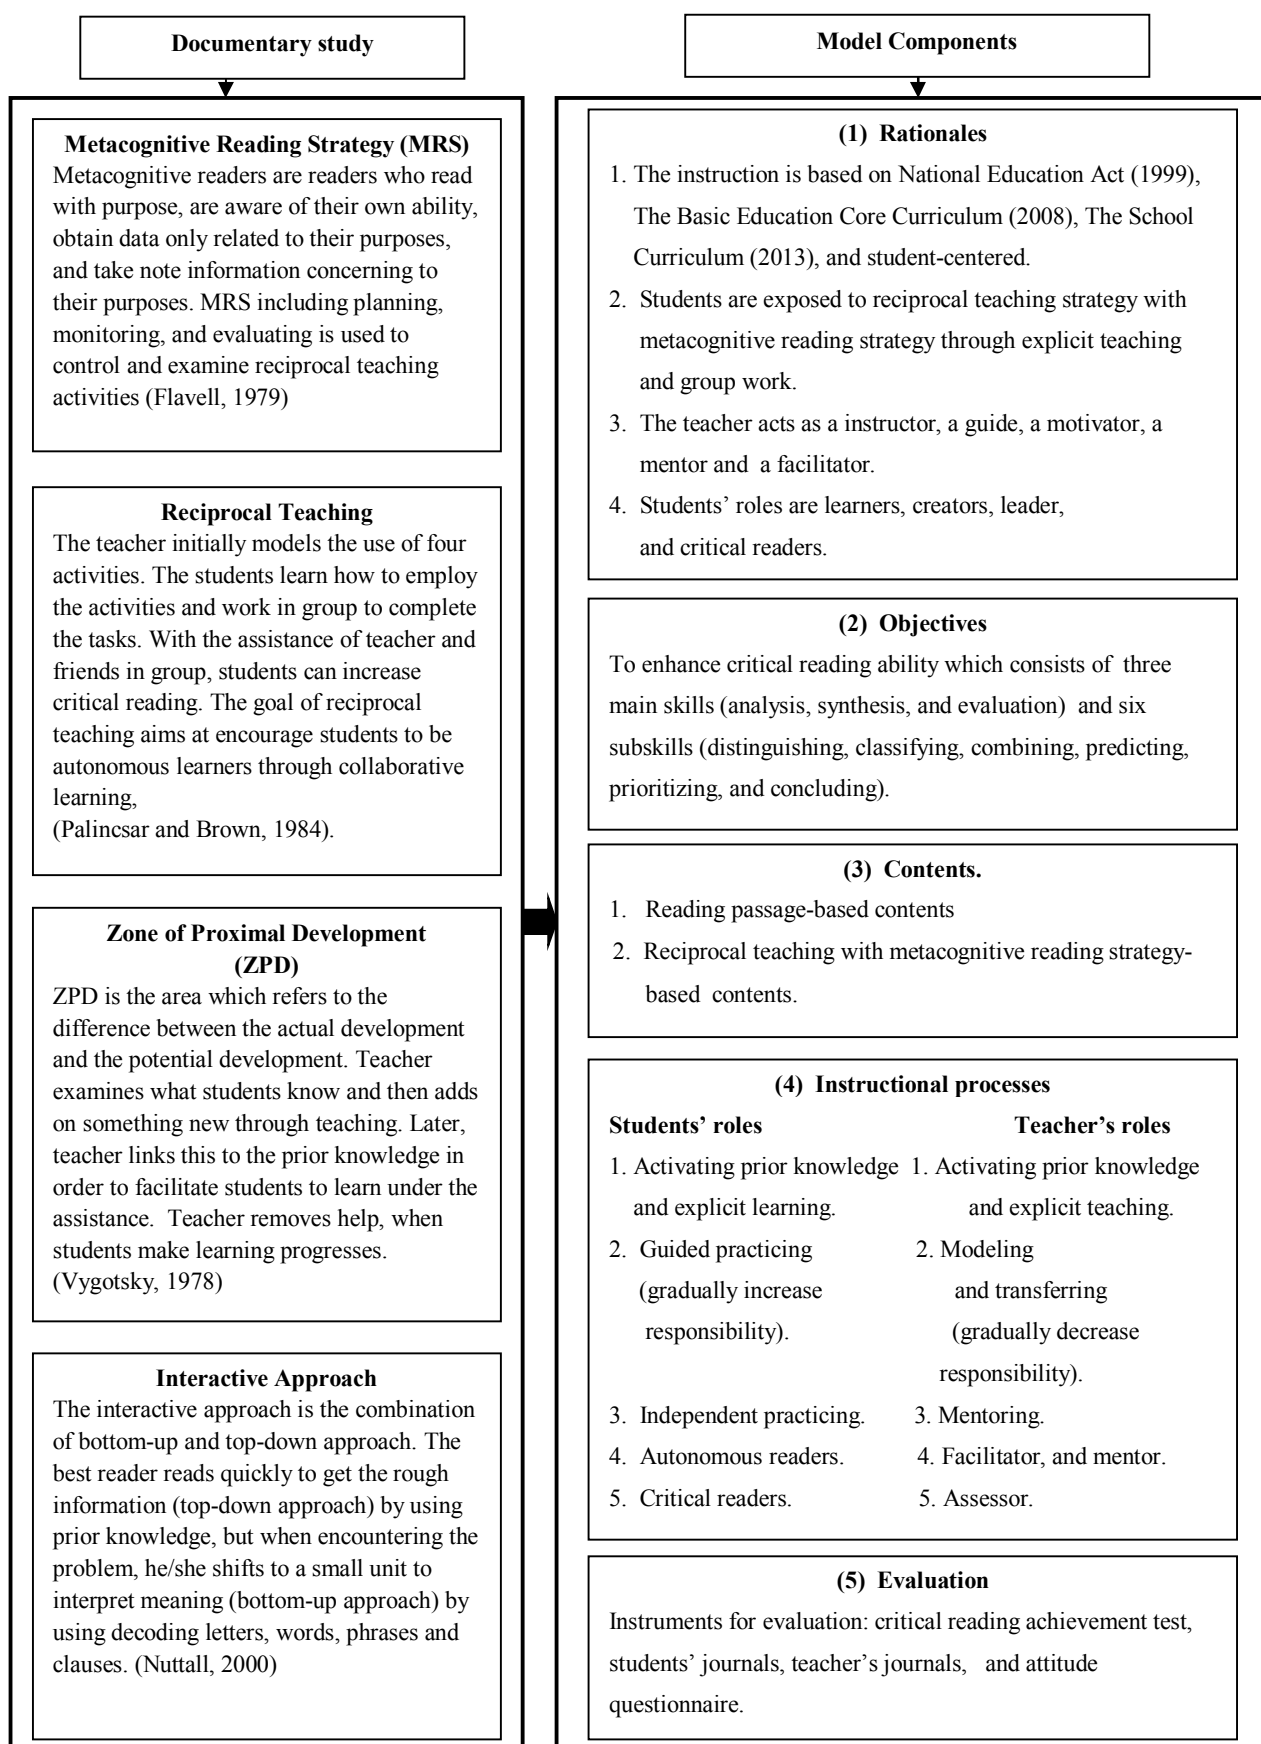 Documentary study
Metacognitive Reading Strategy (MRS)
Metacognitive readers are readers who read
with purpose, are aware of their own ability,
obtain data only related to their purposes,
and take note information concerning to
their purposes. MRS including planning,
monitoring, and evaluating is used to
control and examine reciprocal teaching
activities (Flavell, 1979)
Reciprocal Teaching
The teacher initially models the use of four
activities. The students learn how to employ
the activities and work in group to complete
the tasks. With the assistance of teacher and
friends in group, students can increase
critical reading. The goal of reciprocal
teaching aims at encourage students to be
autonomous learners through collaborative
learning,
(Palincsar and Brown, 1984).
Zone of Proximal Development
(ZPD)
ZPD is the area which refers to the
difference between the actual development
and the potential development. Teacher
examines what students know and then adds
on something new through teaching. Later,
teacher links this to the prior knowledge in
order to facilitate students to learn under the
assistance. Teacher removes help, when
students make learning progresses.
(Vygotsky, 1978)
Interactive Approach
The interactive approach is the combination
of bottom-up and top-down approach. The
best reader reads quickly to get the rough
information (top-down approach) by using
prior knowledge, but when encountering the
problem, he/she shifts to a small unit to
interpret meaning (bottom-up approach) by
using decoding letters, words, phrases and
clauses. (Nuttall, 2000)
Model Components
(1) Rationales
1. The instruction is based on National Education Act (1999),
The Basic Education Core Curriculum (2008), The School
Curriculum (2013), and student-centered.
2. Students are exposed to reciprocal teaching strategy with
metacognitive reading strategy through explicit teaching
and group work.
3. The teacher acts as a instructor, a guide, a motivator, a
mentor and a facilitator.
4. Students’ roles are learners, creators, leader,
and critical readers.
(2) Objectives
To enhance critical reading ability which consists of three
main skills (analysis, synthesis, and evaluation) and six
subskills (distinguishing, classifying, combining, predicting,
prioritizing, and concluding).
(3) Contents.
1. Reading passage-based contents
2. Reciprocal teaching with metacognitive reading strategy-
based contents.
(4) Instructional processes
Students’ roles
1. Activating prior knowledge
and explicit learning.
2. Guided practicing
(gradually increase
responsibility).
3. Independent practicing.
4. Autonomous readers.
5. Critical readers.
Teacher’s roles
1. Activating prior knowledge
and explicit teaching.
2. Modeling
and transferring
(gradually decrease
responsibility).
3. Mentoring.
4. Facilitator, and mentor.
5. Assessor.
(5) Evaluation
Instruments for evaluation: critical reading achievement test,
students’ journals, teacher’s journals, and attitude
questionnaire.